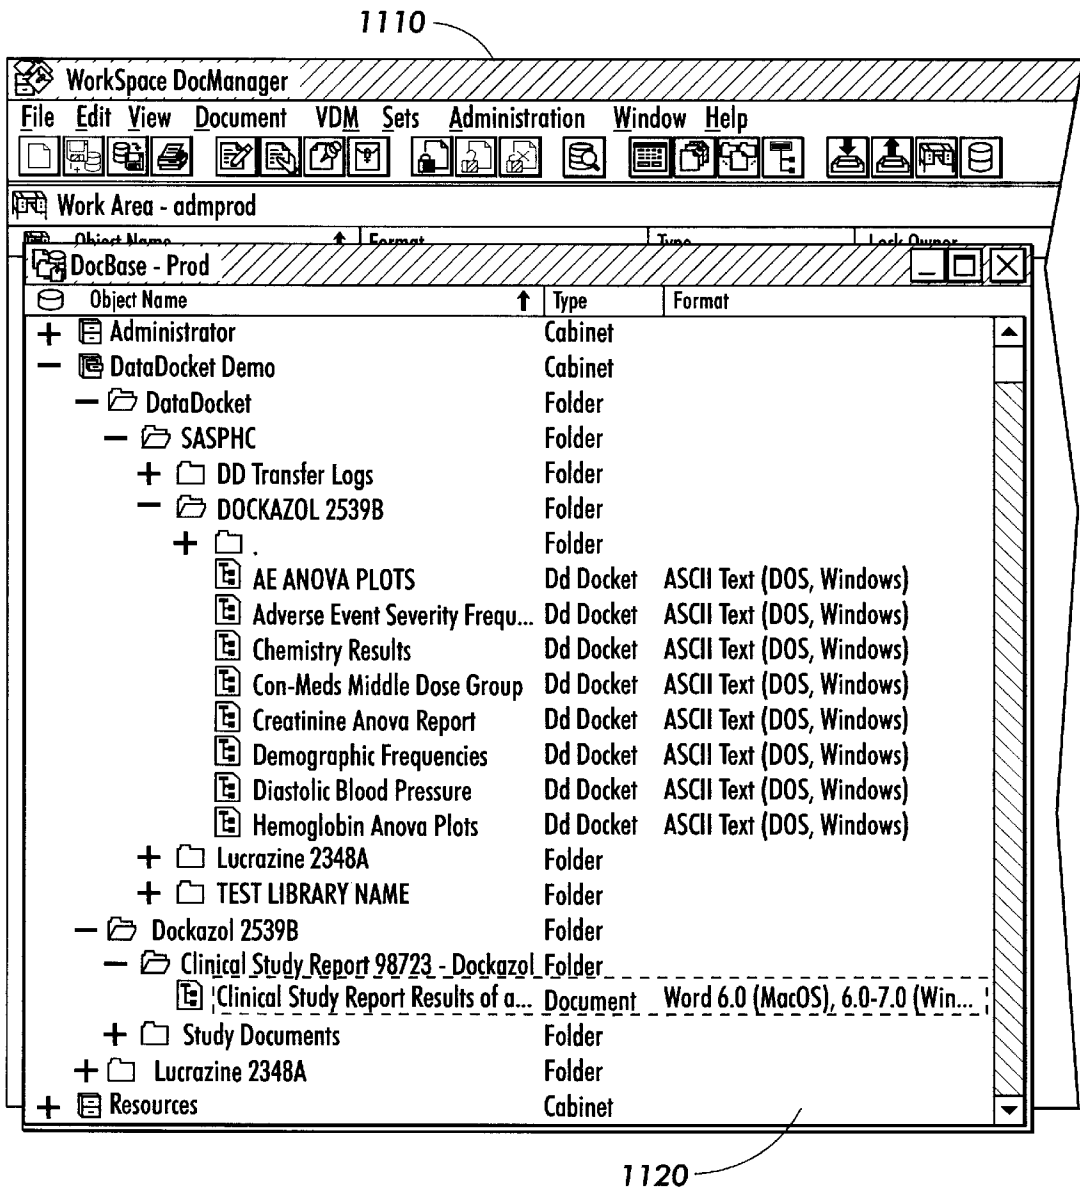 1110
WorkSpace DocManager
File Edit View Document VDM Sets Administration Window Help
Work Area - admprod
Object Name Format Type Lock Owner
DocBase - Prod
Object Name Type Format
Administrator Cabinet
DataDocket Demo Cabinet
DataDocket Folder
SASPHC Folder
DD Transfer Logs Folder
DOCKAZOL 2539B Folder
. Folder
AE ANOVA PLOTS Dd Docket ASCII Text (DOS, Windows)
Adverse Event Severity Frequ... Dd Docket ASCII Text (DOS, Windows)
Chemistry Results Dd Docket ASCII Text (DOS, Windows)
Con-Meds Middle Dose Group Dd Docket ASCII Text (DOS, Windows)
Creatinine Anova Report Dd Docket ASCII Text (DOS, Windows)
Demographic Frequencies Dd Docket ASCII Text (DOS, Windows)
Diastolic Blood Pressure Dd Docket ASCII Text (DOS, Windows)
Hemoglobin Anova Plots Dd Docket ASCII Text (DOS, Windows)
Lucrazine 2348A Folder
TEST LIBRARY NAME Folder
Dockazol 2539B Folder
Clinical Study Report 98723 - Dockazol Folder
Clinical Study Report Results of a... Document Word 6.0 (MacOS), 6.0-7.0 (Win...
Study Documents Folder
Lucrazine 2348A Folder
Resources Cabinet
1120